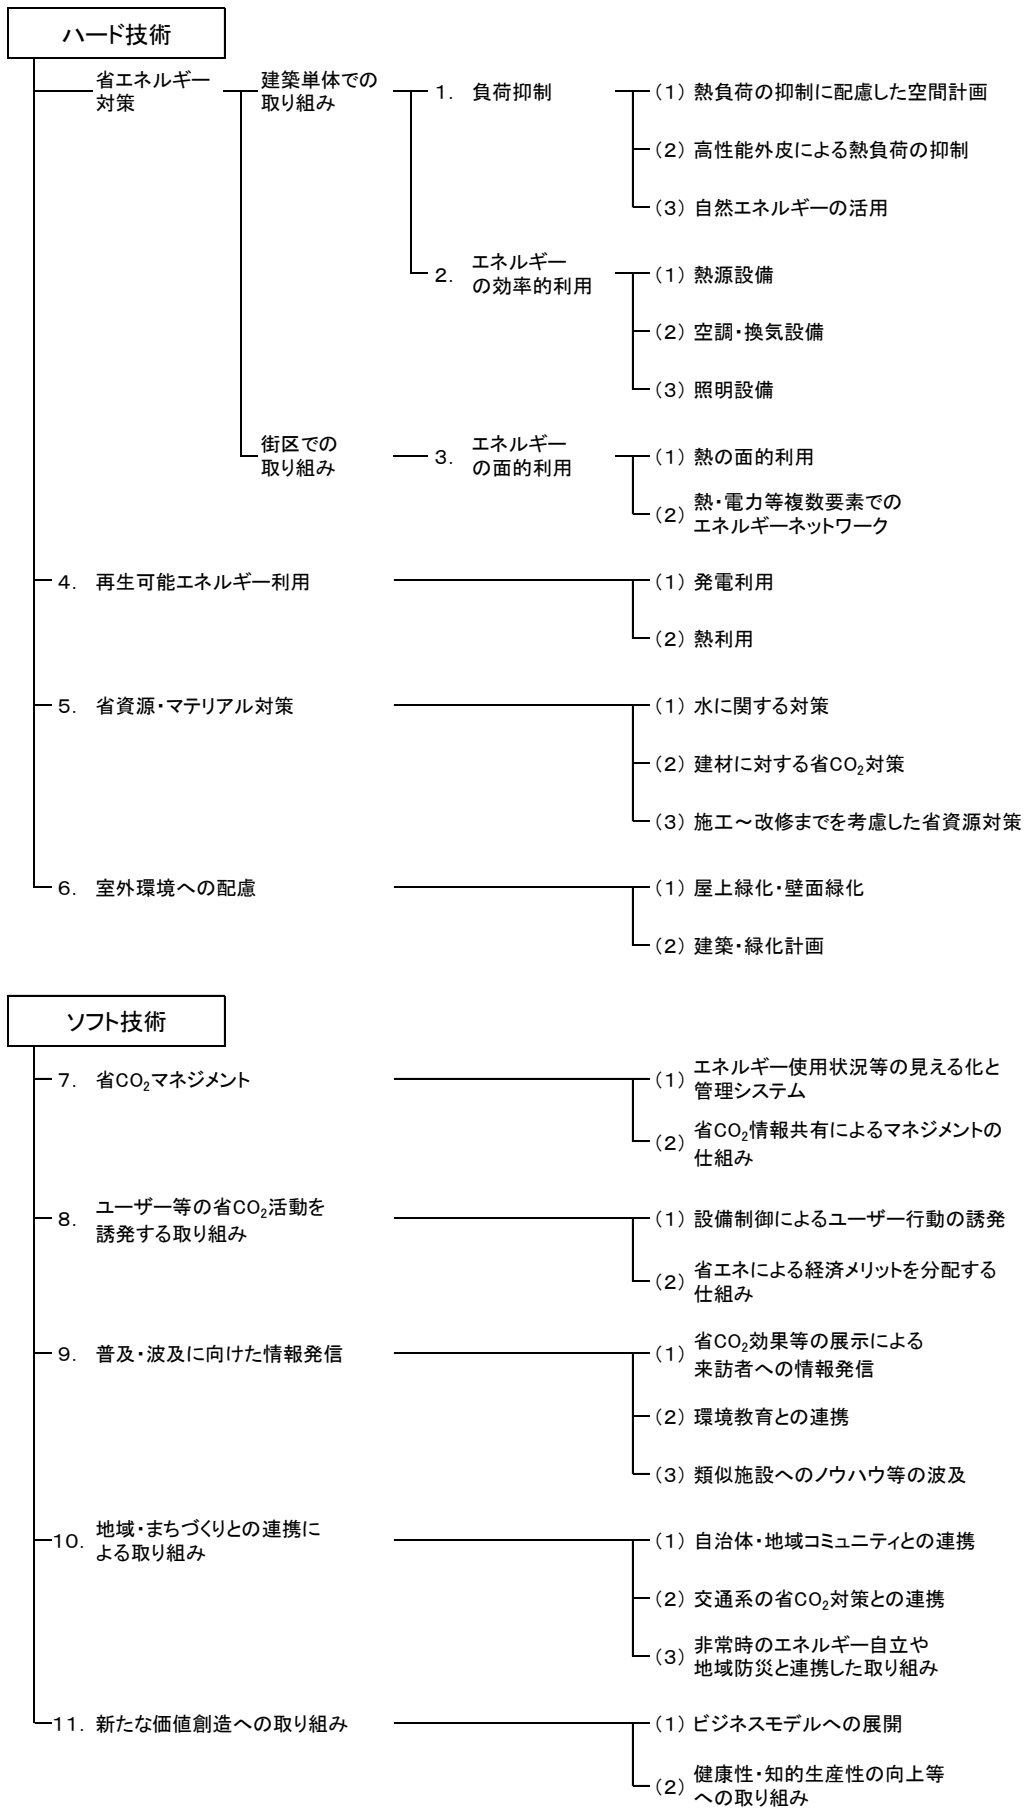 ハード技術
省エネルギー
対策
建築単体での
取り組み
1. 負荷抑制
(1) 熱負荷の抑制に配慮した空間計画
(2) 高性能外皮による熱負荷の抑制
(3) 自然エネルギーの活用
2. エネルギー
の効率的利用
(1) 熱源設備
(2) 空調・換気設備
(3) 照明設備
街区での
取り組み
3. エネルギー
の面的利用
(1) 熱の面的利用
(2) 熱・電力等複数要素での
エネルギーネットワーク
4. 再生可能エネルギー利用
(1) 発電利用
(2) 熱利用
5. 省資源・マテリアル対策
(1) 水に関する対策
(2) 建材に対する省CO₂対策
(3) 施工～改修までを考慮した省資源対策
6. 室外環境への配慮
(1) 屋上緑化・壁面緑化
(2) 建築・緑化計画
ソフト技術
7. 省CO₂マネジメント
(1) エネルギー使用状況等の見える化と
管理システム
(2) 省CO₂情報共有によるマネジメントの
仕組み
8. ユーザー等の省CO₂活動を
誘発する取り組み
(1) 設備制御によるユーザー行動の誘発
(2) 省エネによる経済メリットを分配する
仕組み
9. 普及・波及に向けた情報発信
(1) 省CO₂効果等の展示による
来訪者への情報発信
(2) 環境教育との連携
(3) 類似施設へのノウハウ等の波及
10. 地域・まちづくりとの連携に
よる取り組み
(1) 自治体・地域コミュニティとの連携
(2) 交通系の省CO₂対策との連携
(3) 非常時のエネルギー自立や
地域防災と連携した取り組み
11. 新たな価値創造への取り組み
(1) ビジネスモデルへの展開
(2) 健康性・知的生産性の向上等
への取り組み